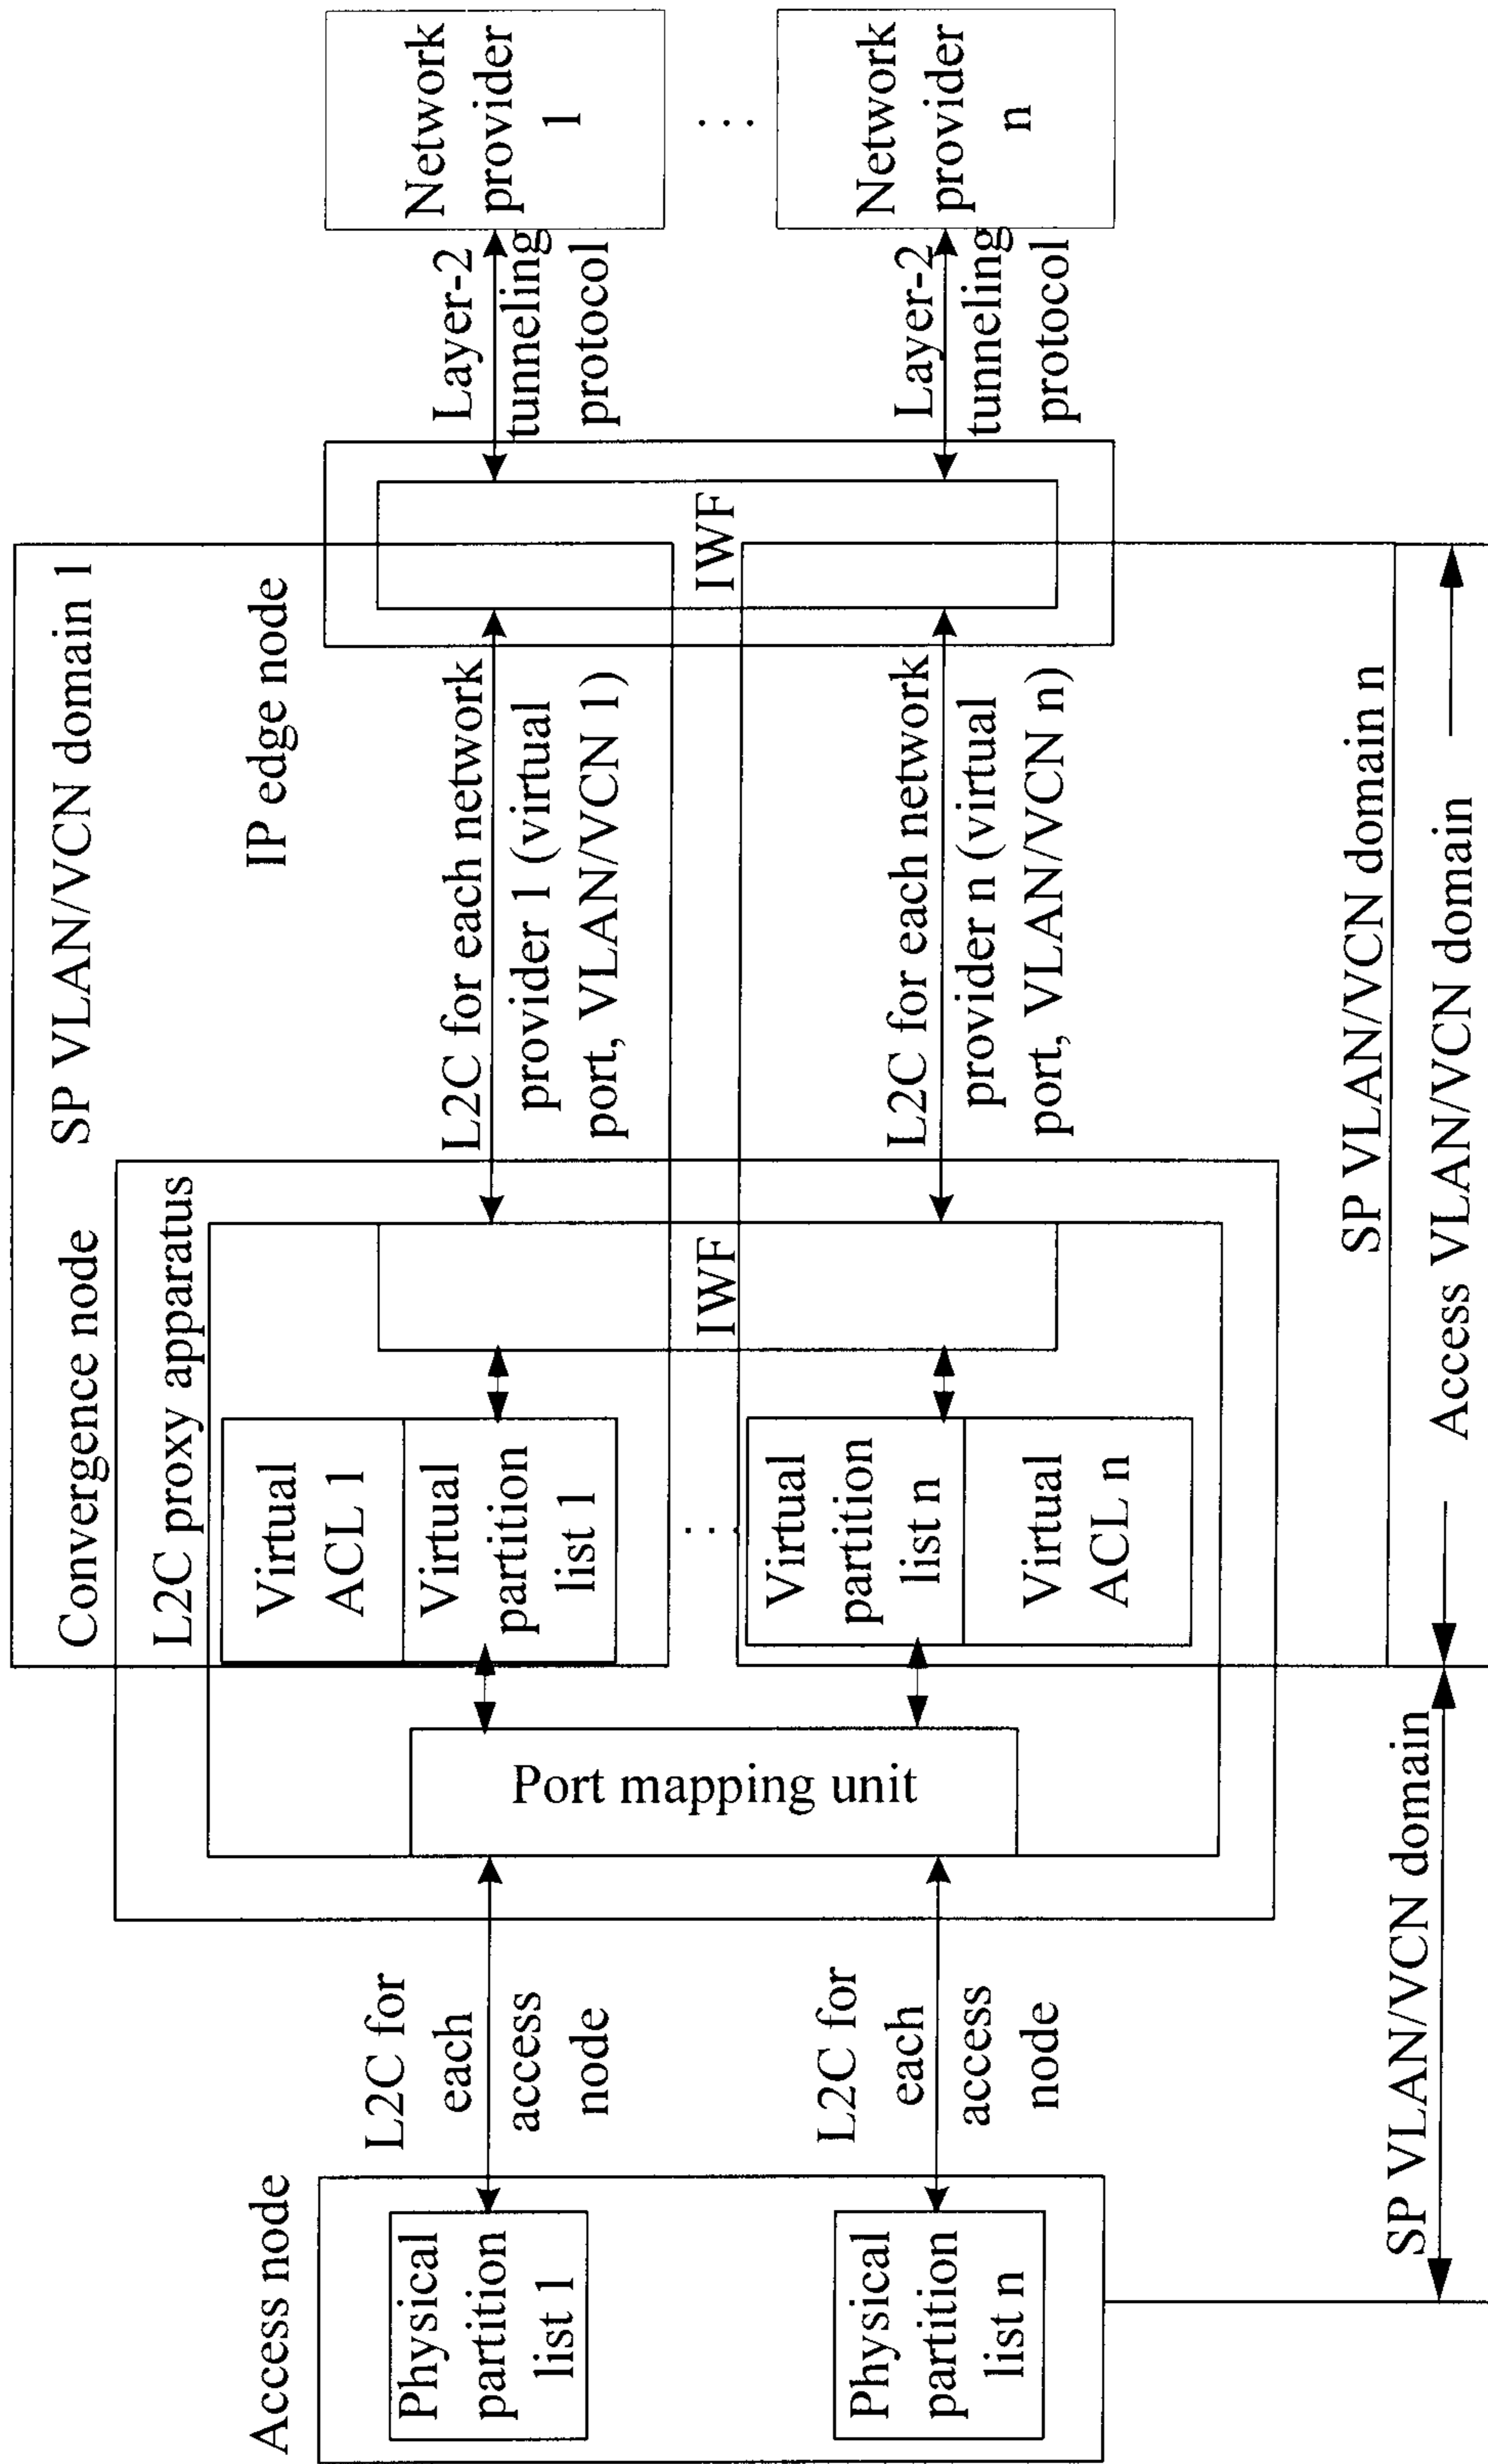 Access node
Physical
partition
list 1
Physical
partition
list n
L2C for
each
access
node
L2C for
each
access
node
Convergence node
L2C proxy apparatus
Port mapping unit
Virtual
ACL 1
Virtual
partition
list 1
...
Virtual
partition
list n
Virtual
ACL n
IWF
SP VLAN/VCN domain 1
L2C for each network
provider 1 (virtual
port, VLAN/VCN 1)
L2C for each network
provider n (virtual
port, VLAN/VCN n)
IP edge node
IWF
Layer-2
tunneling
protocol
Layer-2
tunneling
protocol
Network
provider
1
...
Network
provider
n
SP VLAN/VCN domain n
SP VLAN/VCN domain
Access VLAN/VCN domain